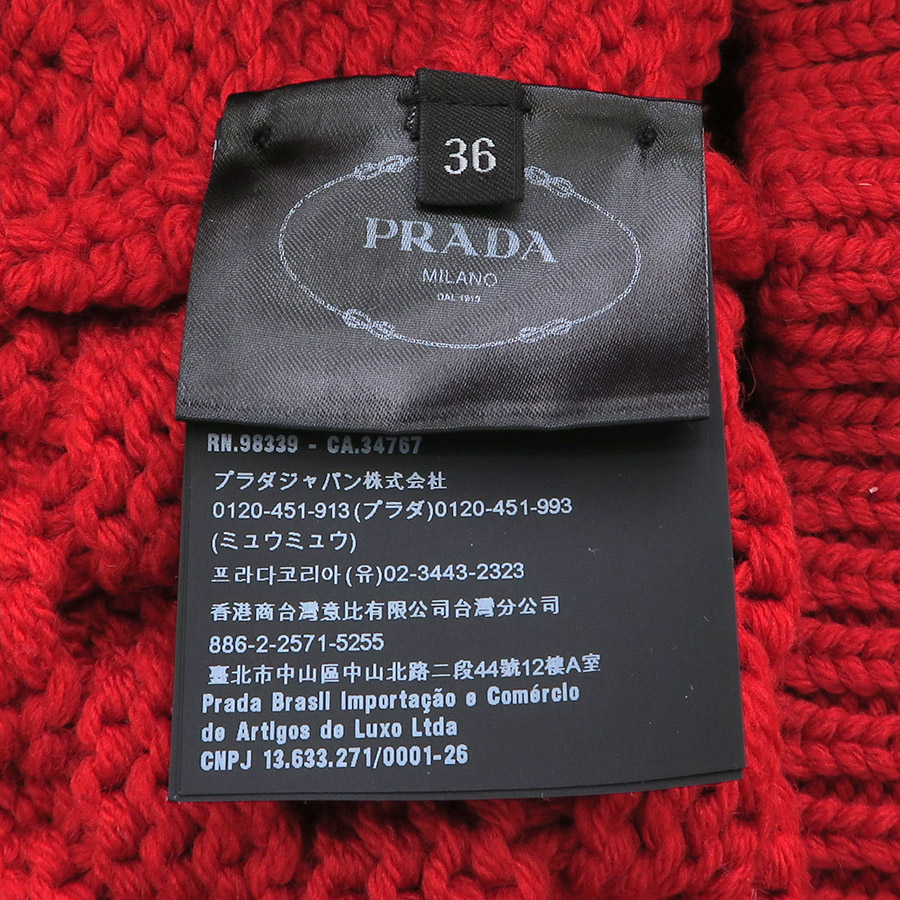 36
PRADA
MILANO
DAL 1913
RN.98339 - CA.34767
プラダジャパン株式会社
0120-451-913(プラダ)0120-451-993
(ミュウミュウ)
프라다코리아(유)02-3443-2323
香港商台灣意比有限公司台灣分公司
886-2-2571-5255
臺北市中山區中山北路二段44號12樓A室
Prada Brasil Importação e Comércio
de Artigos de Luxo Ltda
CNPJ 13.633.271/0001-26